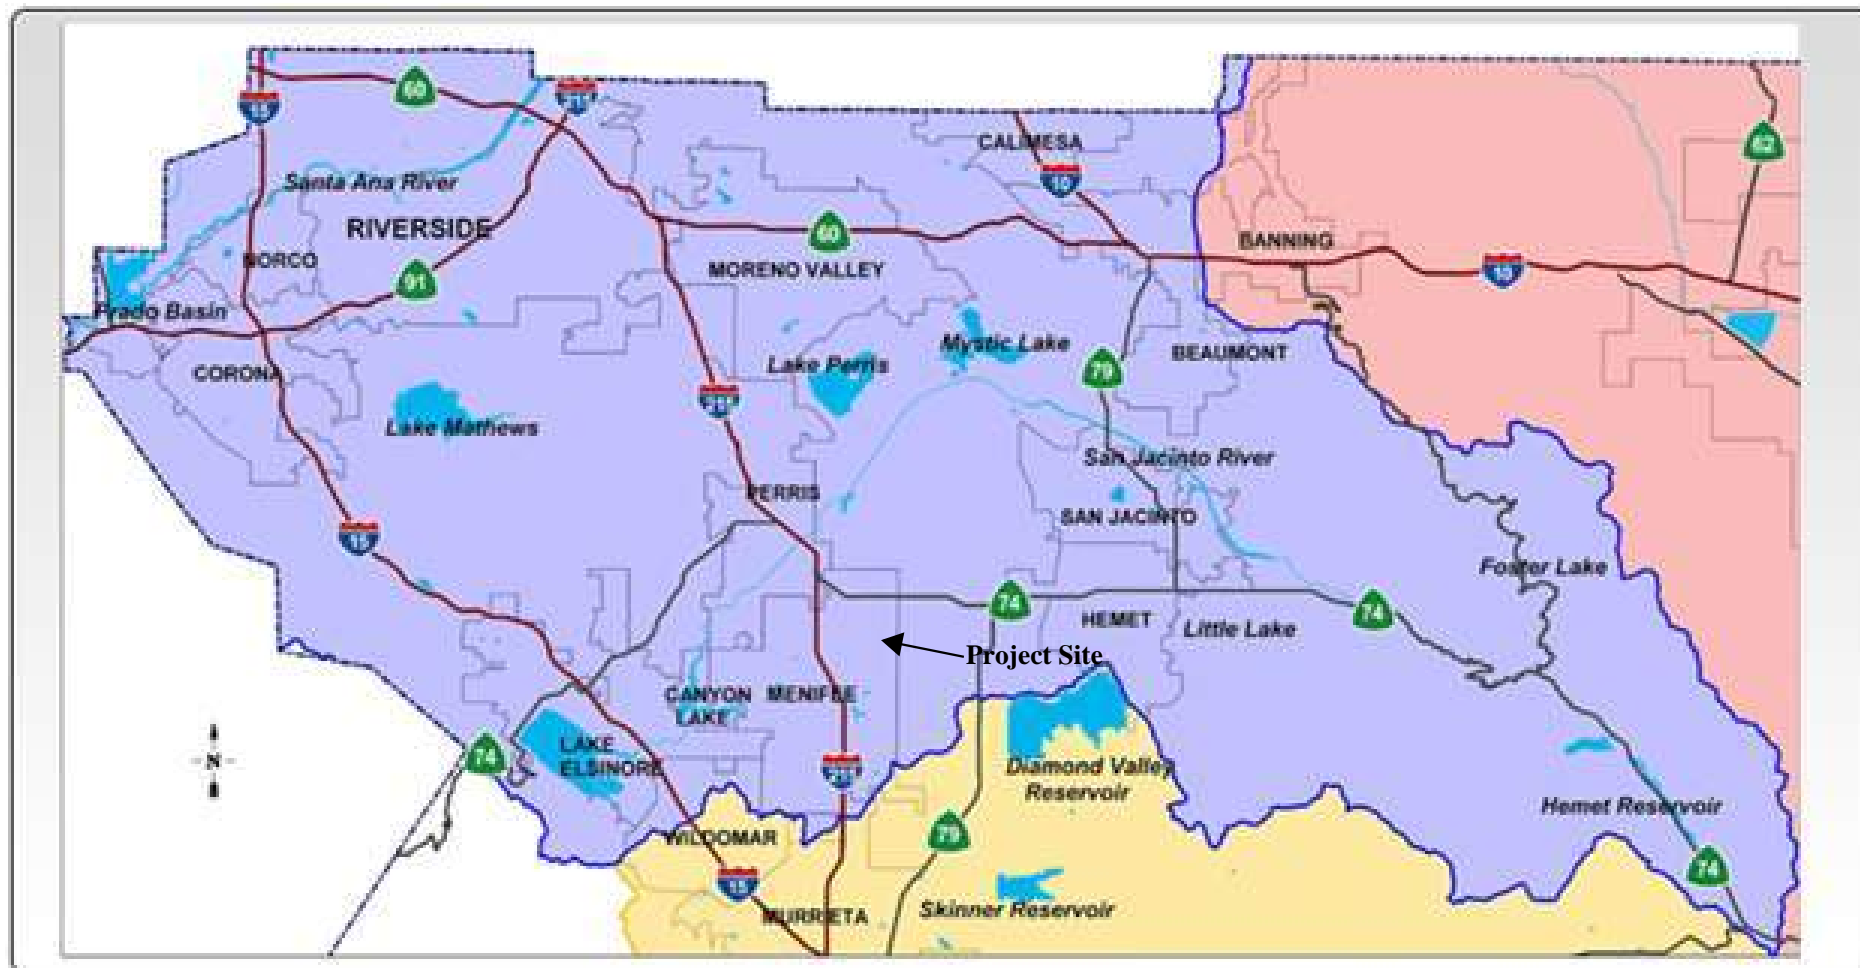 60
15
21
CALIMESA
62
Santa Ana River
10
RIVERSIDE
60
BANNING
NORCO
MORENO VALLEY
10
91
Prado Basin
Mystic Lake
BEAUMONT
Lake Perris
CORONA
79
Lake Mathews
San Jacinto River
PERRIS
SAN JACINTO
15
Foster Lake
74
74
HEMET
Little Lake
Project Site
CANYON
LAKE
MENIFEE
LAKE
ELSINORE
74
N
Diamond Valley
Reservoir
Hemet Reservoir
79
WILDOMAR
74
15
Skinner Reservoir
MURRIETA